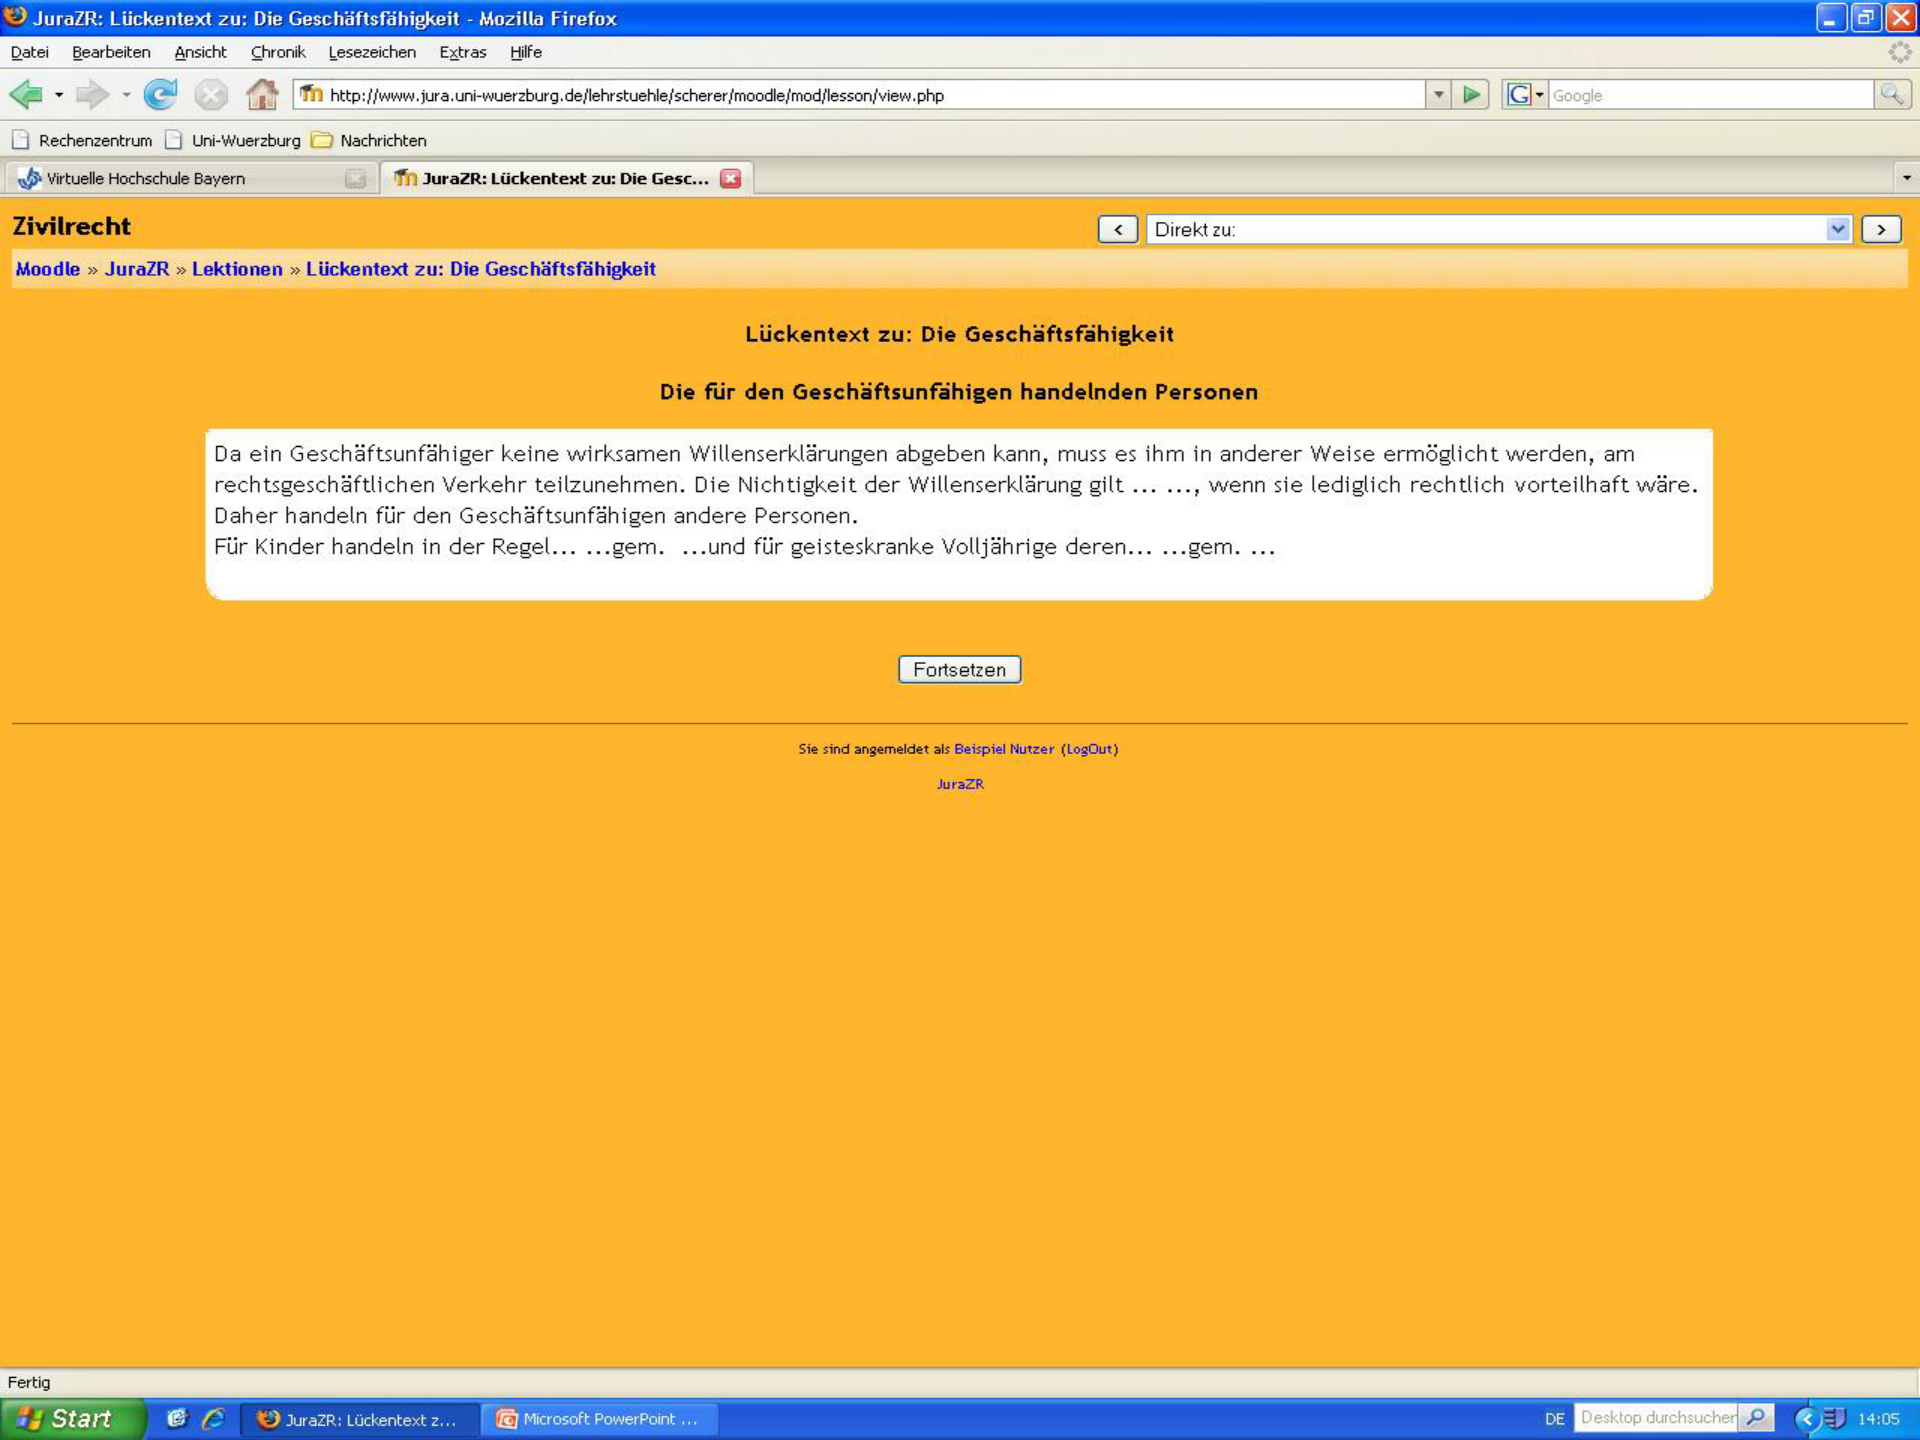 JuraZR: Lückentext zu: Die Geschäftsfähigkeit - Mozilla Firefox
Datei Bearbeiten Ansicht Chronik Lesezeichen Extras Hilfe
http://www.jura.uni-wuerzburg.de/lehrstuehle/scherer/moodle/mod/lesson/view.php
G Google
Rechenzentrum Uni-Wuerzburg Nachrichten
Virtuelle Hochschule Bayern JuraZR: Lückentext zu: Die Gesc...
Zivilrecht
< Direkt zu: >
Moodle » JuraZR » Lektionen » Lückentext zu: Die Geschäftsfähigkeit
Lückentext zu: Die Geschäftsfähigkeit
Die für den Geschäftsunfähigen handelnden Personen
Da ein Geschäftsunfähiger keine wirksamen Willenserklärungen abgeben kann, muss es ihm in anderer Weise ermöglicht werden, am
rechtsgeschäftlichen Verkehr teilzunehmen. Die Nichtigkeit der Willenserklärung gilt ... ..., wenn sie lediglich rechtlich vorteilhaft wäre.
Daher handeln für den Geschäftsunfähigen andere Personen.
Für Kinder handeln in der Regel... ...gem. ...und für geisteskranke Volljährige deren... ...gem. ...
Fortsetzen
Sie sind angemeldet als Beispiel Nutzer (LogOut)
JuraZR
Fertig
Start JuraZR: Lückentext z... Microsoft PowerPoint ... DE Desktop durchsucher 14:05